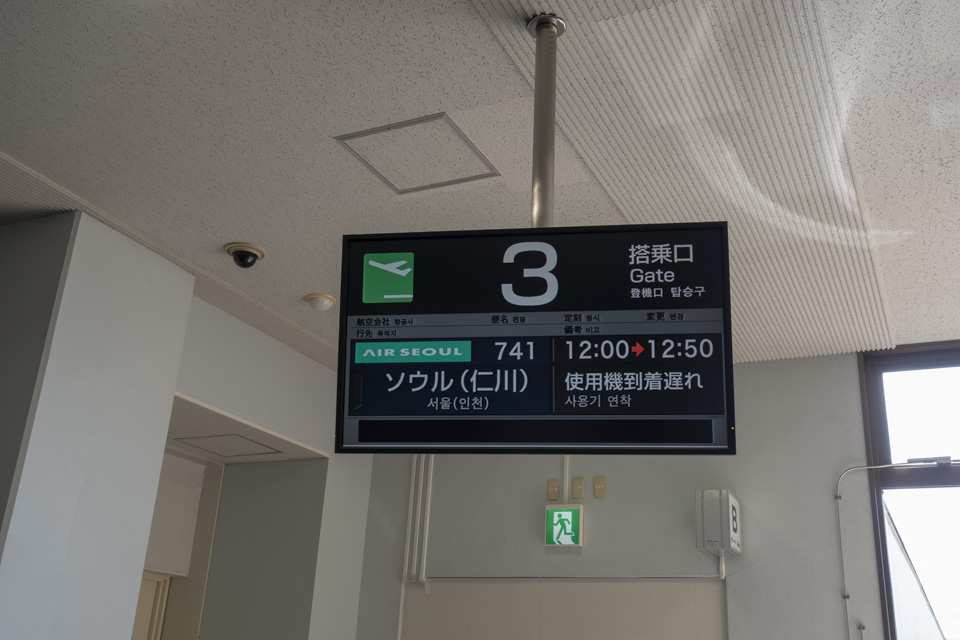 3
搭乗口
Gate
登機口 탑승구
航空会社 항공사 便名 편명 定刻 정시 変更 변경
行先 목적지 備考 비고
AIR SEOUL 741 12:00→12:50
ソウル(仁川) 使用機到着遅れ
서울(인천) 사용기 연착
B